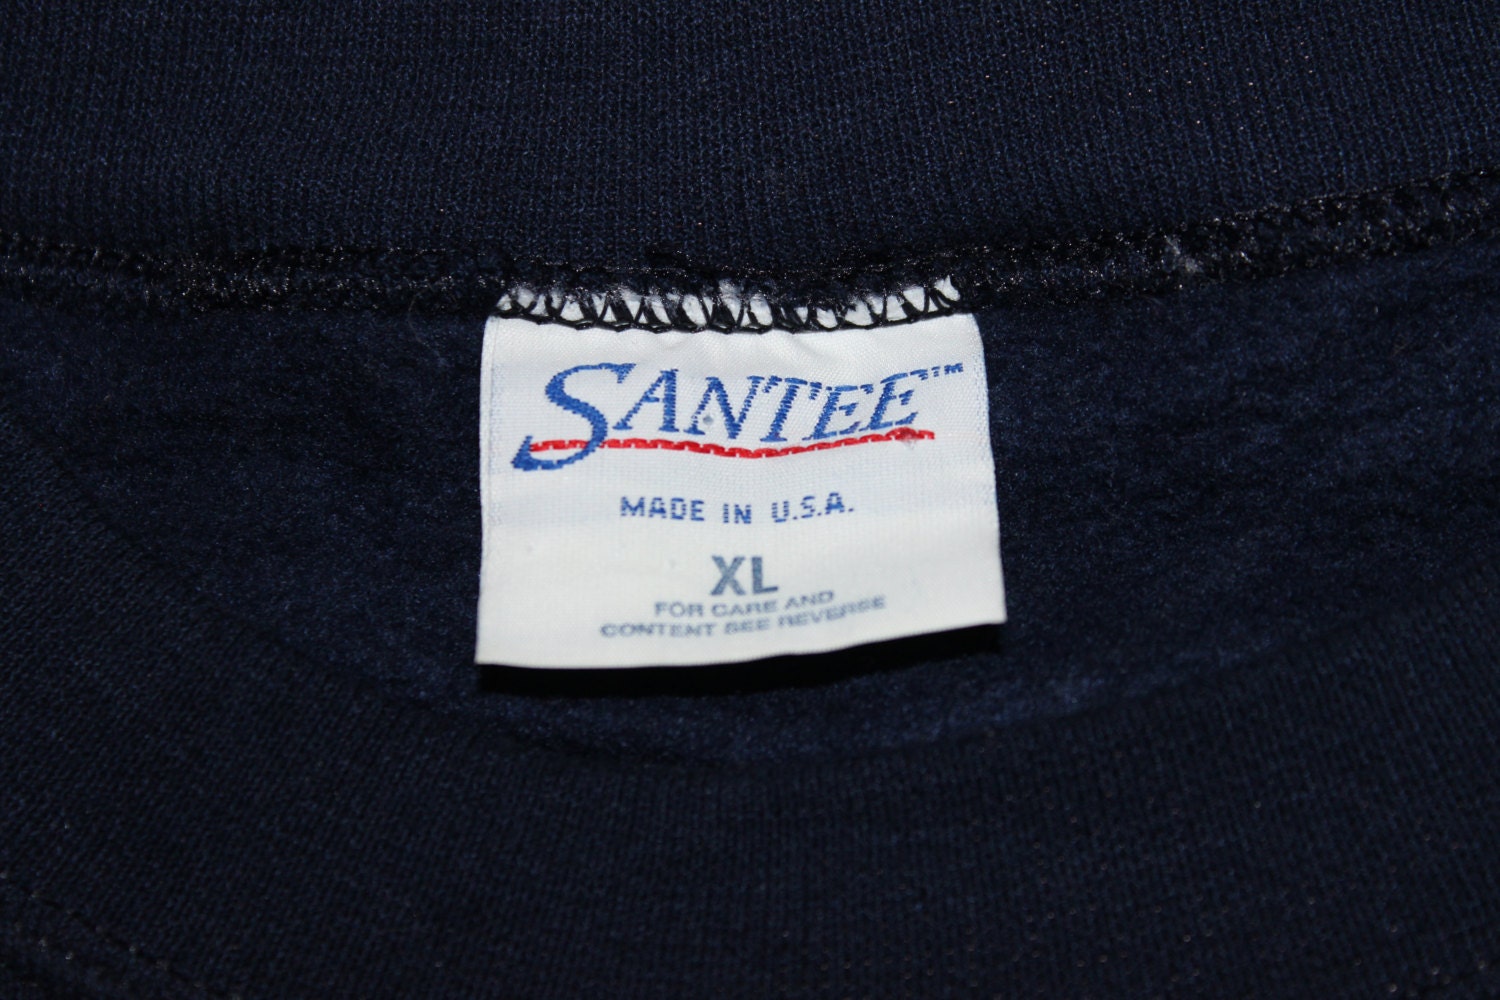 SANTEE™
MADE IN U.S.A.
XL
FOR CARE AND
CONTENT SEE REVERSE